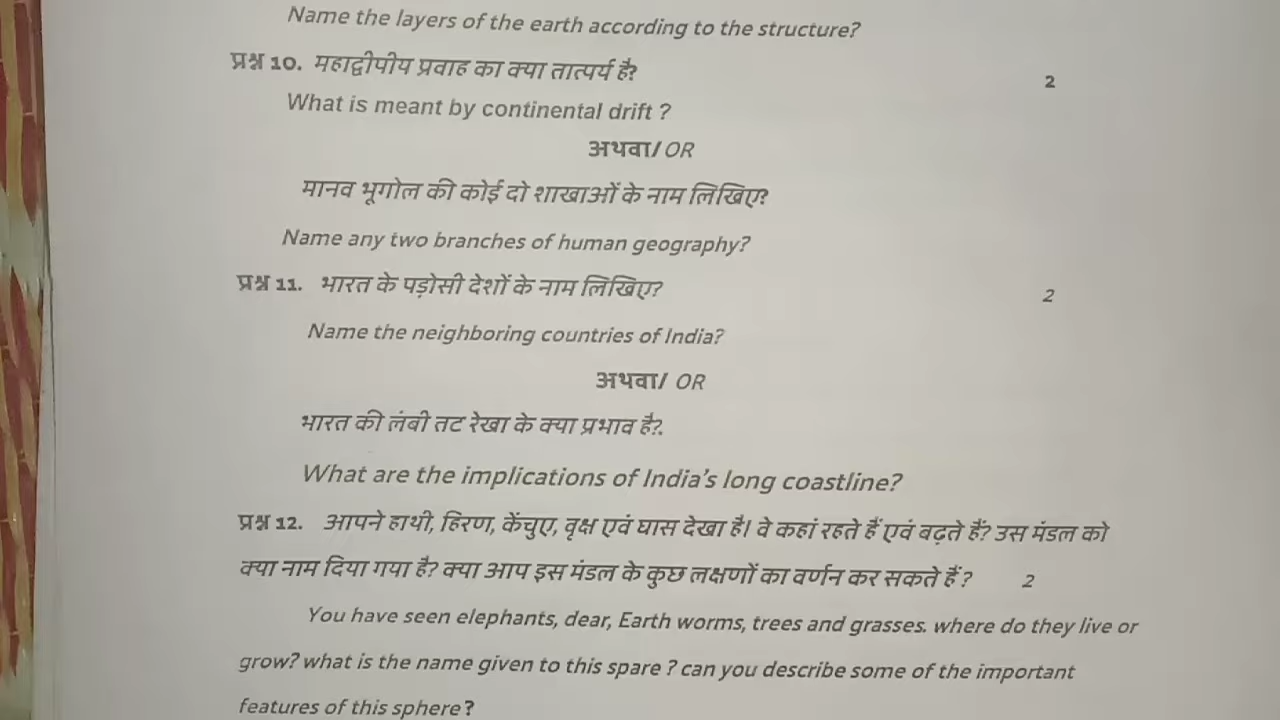 Name the layers of the earth according to the structure?
प्रश्न 10. महाद्वीपीय प्रवाह का क्या तात्पर्य है? 2
What is meant by continental drift ?
अथवा/ OR
मानव भूगोल की कोई दो शाखाओं के नाम लिखिए?
Name any two branches of human geography?
प्रश्न 11. भारत के पड़ोसी देशों के नाम लिखिए? 2
Name the neighboring countries of India?
अथवा/ OR
भारत की लंबी तट रेखा के क्या प्रभाव है?.
What are the implications of India's long coastline?
प्रश्न 12. आपने हाथी, हिरण, केंचुए, वृक्ष एवं घास देखा है। वे कहां रहते हैं एवं बढ़ते हैं? उस मंडल को
क्या नाम दिया गया है? क्या आप इस मंडल के कुछ लक्षणों का वर्णन कर सकते हैं ? 2
You have seen elephants, dear, Earth worms, trees and grasses. where do they live or
grow? what is the name given to this spare ? can you describe some of the important
features of this sphere?